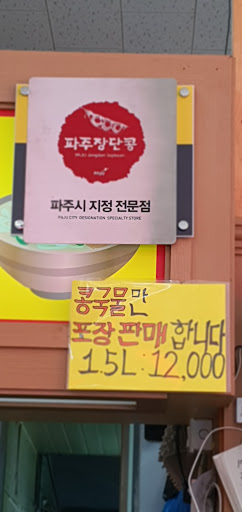 파주장단콩
Paju Jangdan Soybean
파주시 지정 전문점
PAJU CITY DESIGNATION SPECIALTY STORE
콩국물만
포장 판매 합니다
1.5L : 12,000